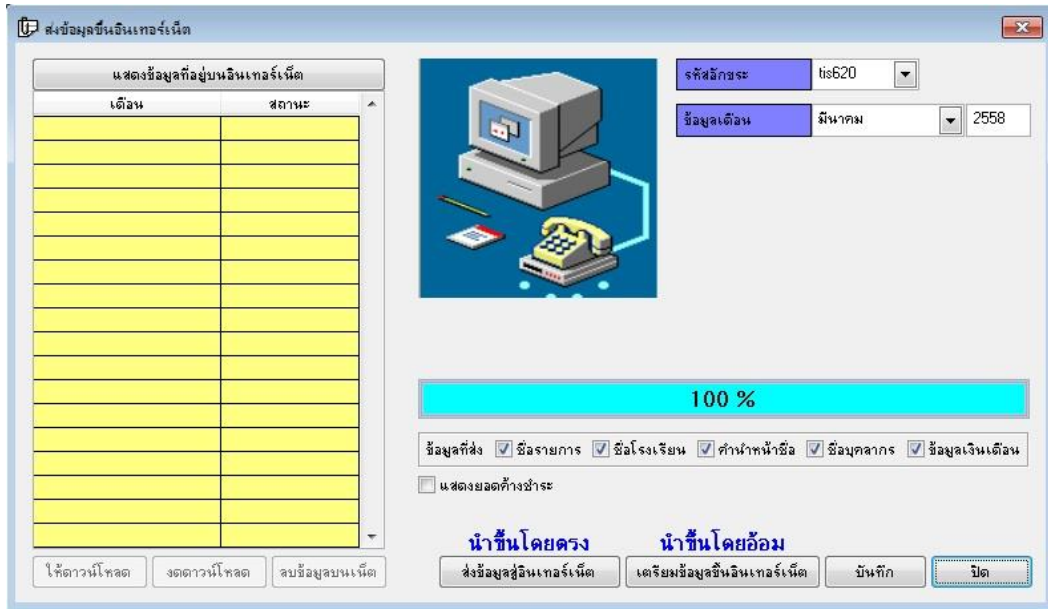 ส่งข้อมูลขึ้นอินเทอร์เน็ต
แสดงข้อมูลที่อยู่บนอินเทอร์เน็ต
เดือน สถานะ
รหัสอักขระ tis620
ข้อมูลเดือน มีนาคม 2558
100 %
ข้อมูลที่ส่ง ชื่อรายการ ชื่อโรงเรียน คำนำหน้าชื่อ ชื่อบุคลากร ข้อมูลเงินเดือน
แสดงยอดค้างชำระ
นำขึ้นโดยตรง นำขึ้นโดยอ้อม
ให้ดาวน์โหลด งดดาวน์โหลด ลบข้อมูลบนเน็ต ส่งข้อมูลสู่อินเทอร์เน็ต เตรียมข้อมูลขึ้นอินเทอร์เน็ต บันทึก ปิด